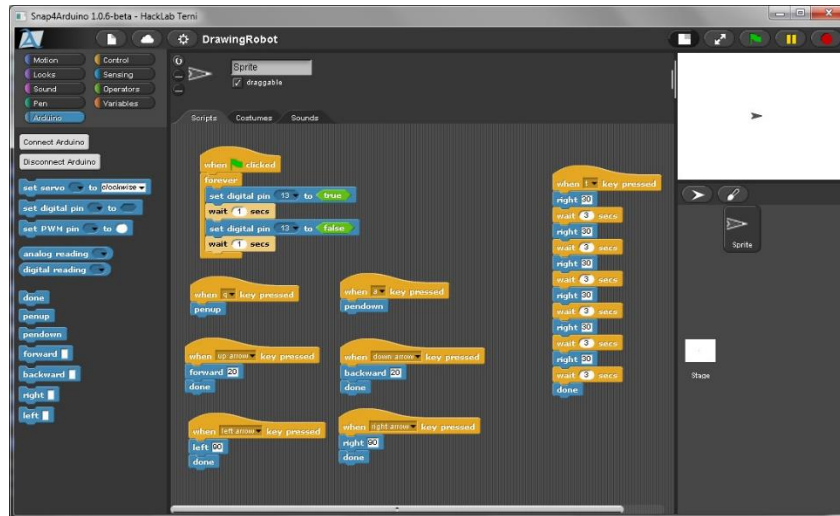 Snap4Arduino 1.0.6-beta - HackLab Terni
DrawingRobot
Motion
Control
Looks
Sensing
Sound
Operators
Pen
Variables
Arduino
Connect Arduino
Disconnect Arduino
set servo to clockwise
set digital pin to
set PWM pin to
analog reading
digital reading
done
penup
pendown
forward
backward
right
left
Sprite
draggable
Scripts Costumes Sounds
when clicked
forever
set digital pin 13 to true
wait 1 secs
set digital pin 13 to false
wait 1 secs
when q key pressed
penup
when a key pressed
pendown
when up arrow key pressed
forward 20
done
when down arrow key pressed
backward 20
done
when left arrow key pressed
left 90
done
when right arrow key pressed
right 90
done
when 1 key pressed
right 30
wait 3 secs
right 30
wait 3 secs
right 30
wait 3 secs
right 30
wait 3 secs
right 30
wait 3 secs
right 30
wait 3 secs
done
Sprite
Stage